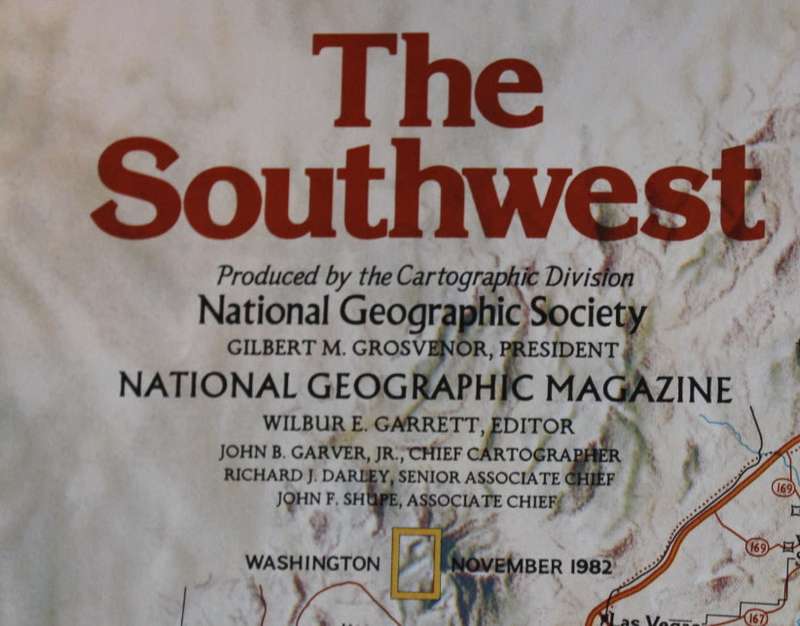 The
Southwest
Produced by the Cartographic Division
National Geographic Society
GILBERT M. GROSVENOR, PRESIDENT
NATIONAL GEOGRAPHIC MAGAZINE
WILBUR E. GARRETT, EDITOR
JOHN B. GARVER, JR., CHIEF CARTOGRAPHER
RICHARD J. DARLEY, SENIOR ASSOCIATE CHIEF
JOHN F. SHUPE, ASSOCIATE CHIEF
WASHINGTON NOVEMBER 1982
169
169
167
Las Vegas